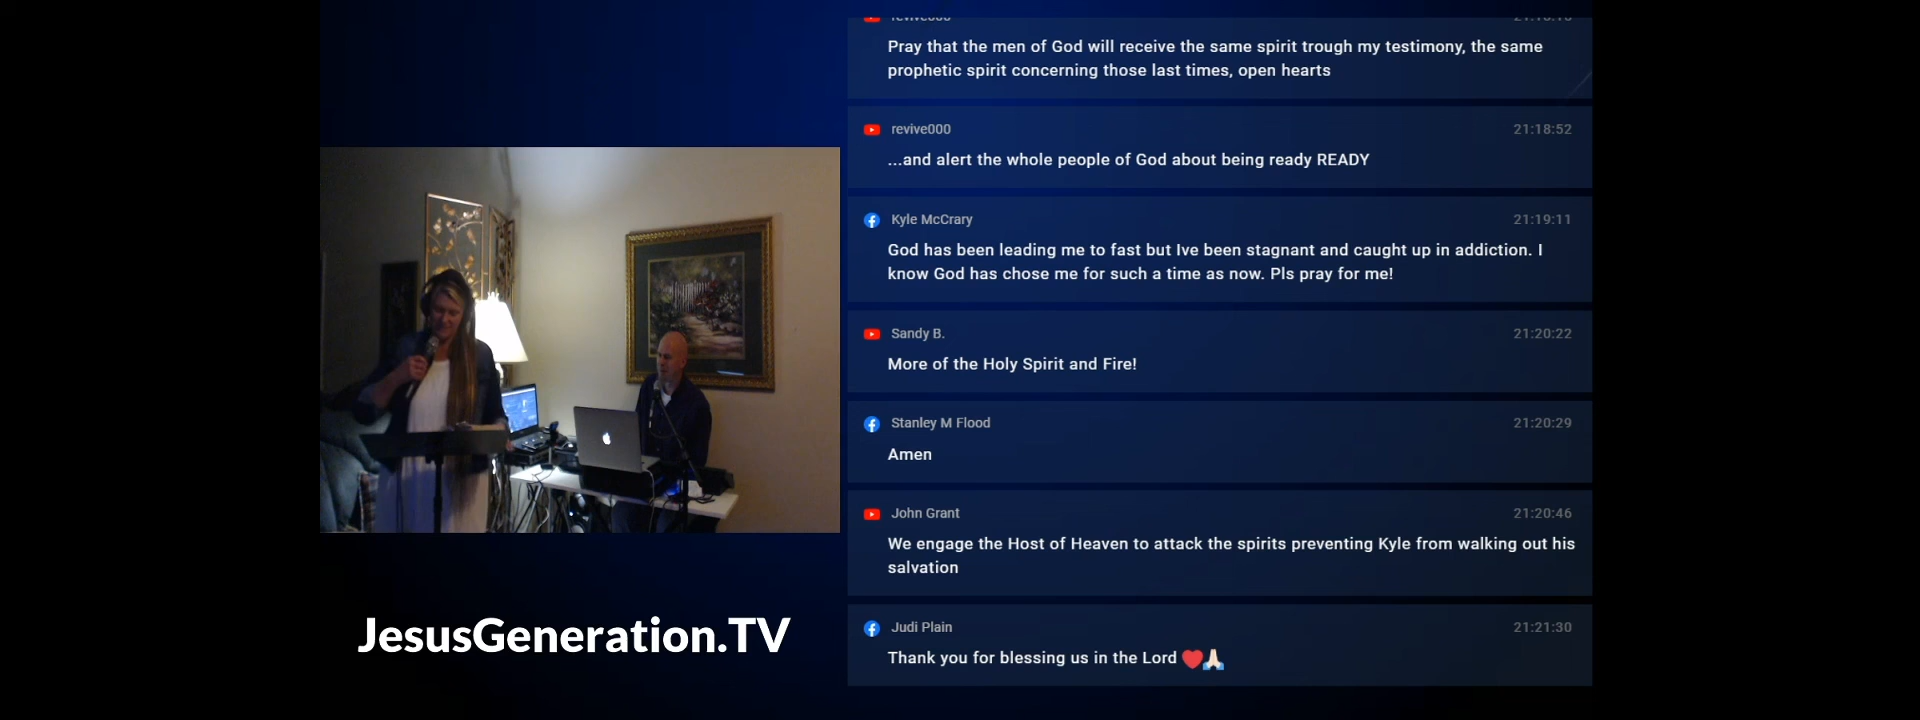 revive000 21:18:18
Pray that the men of God will receive the same spirit trough my testimony, the same
prophetic spirit concerning those last times, open hearts
revive000 21:18:52
...and alert the whole people of God about being ready READY
Kyle McCrary 21:19:11
God has been leading me to fast but Ive been stagnant and caught up in addiction. I
know God has chose me for such a time as now. Pls pray for me!
Sandy B. 21:20:22
More of the Holy Spirit and Fire!
Stanley M Flood 21:20:29
Amen
John Grant 21:20:46
We engage the Host of Heaven to attack the spirits preventing Kyle from walking out his
salvation
Judi Plain 21:21:30
Thank you for blessing us in the Lord ❤️🙏🏻
JesusGeneration.TV